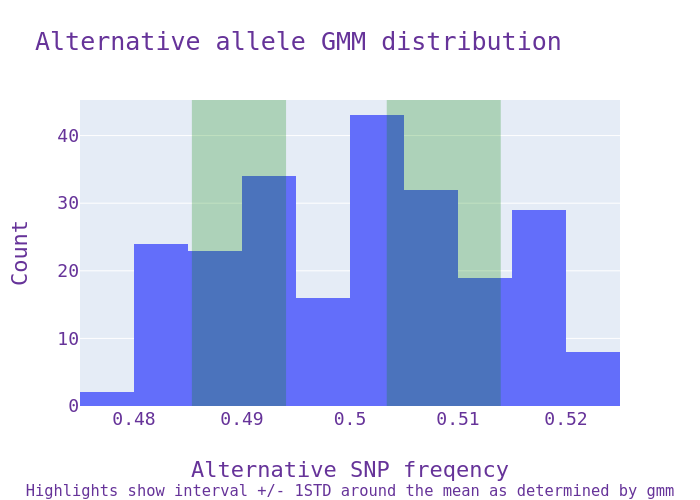 Alternative allele GMM distribution
Count
40
30
20
10
0
0.48 0.49 0.5 0.51 0.52
Alternative SNP freqency
Highlights show interval +/- 1STD around the mean as determined by gmm